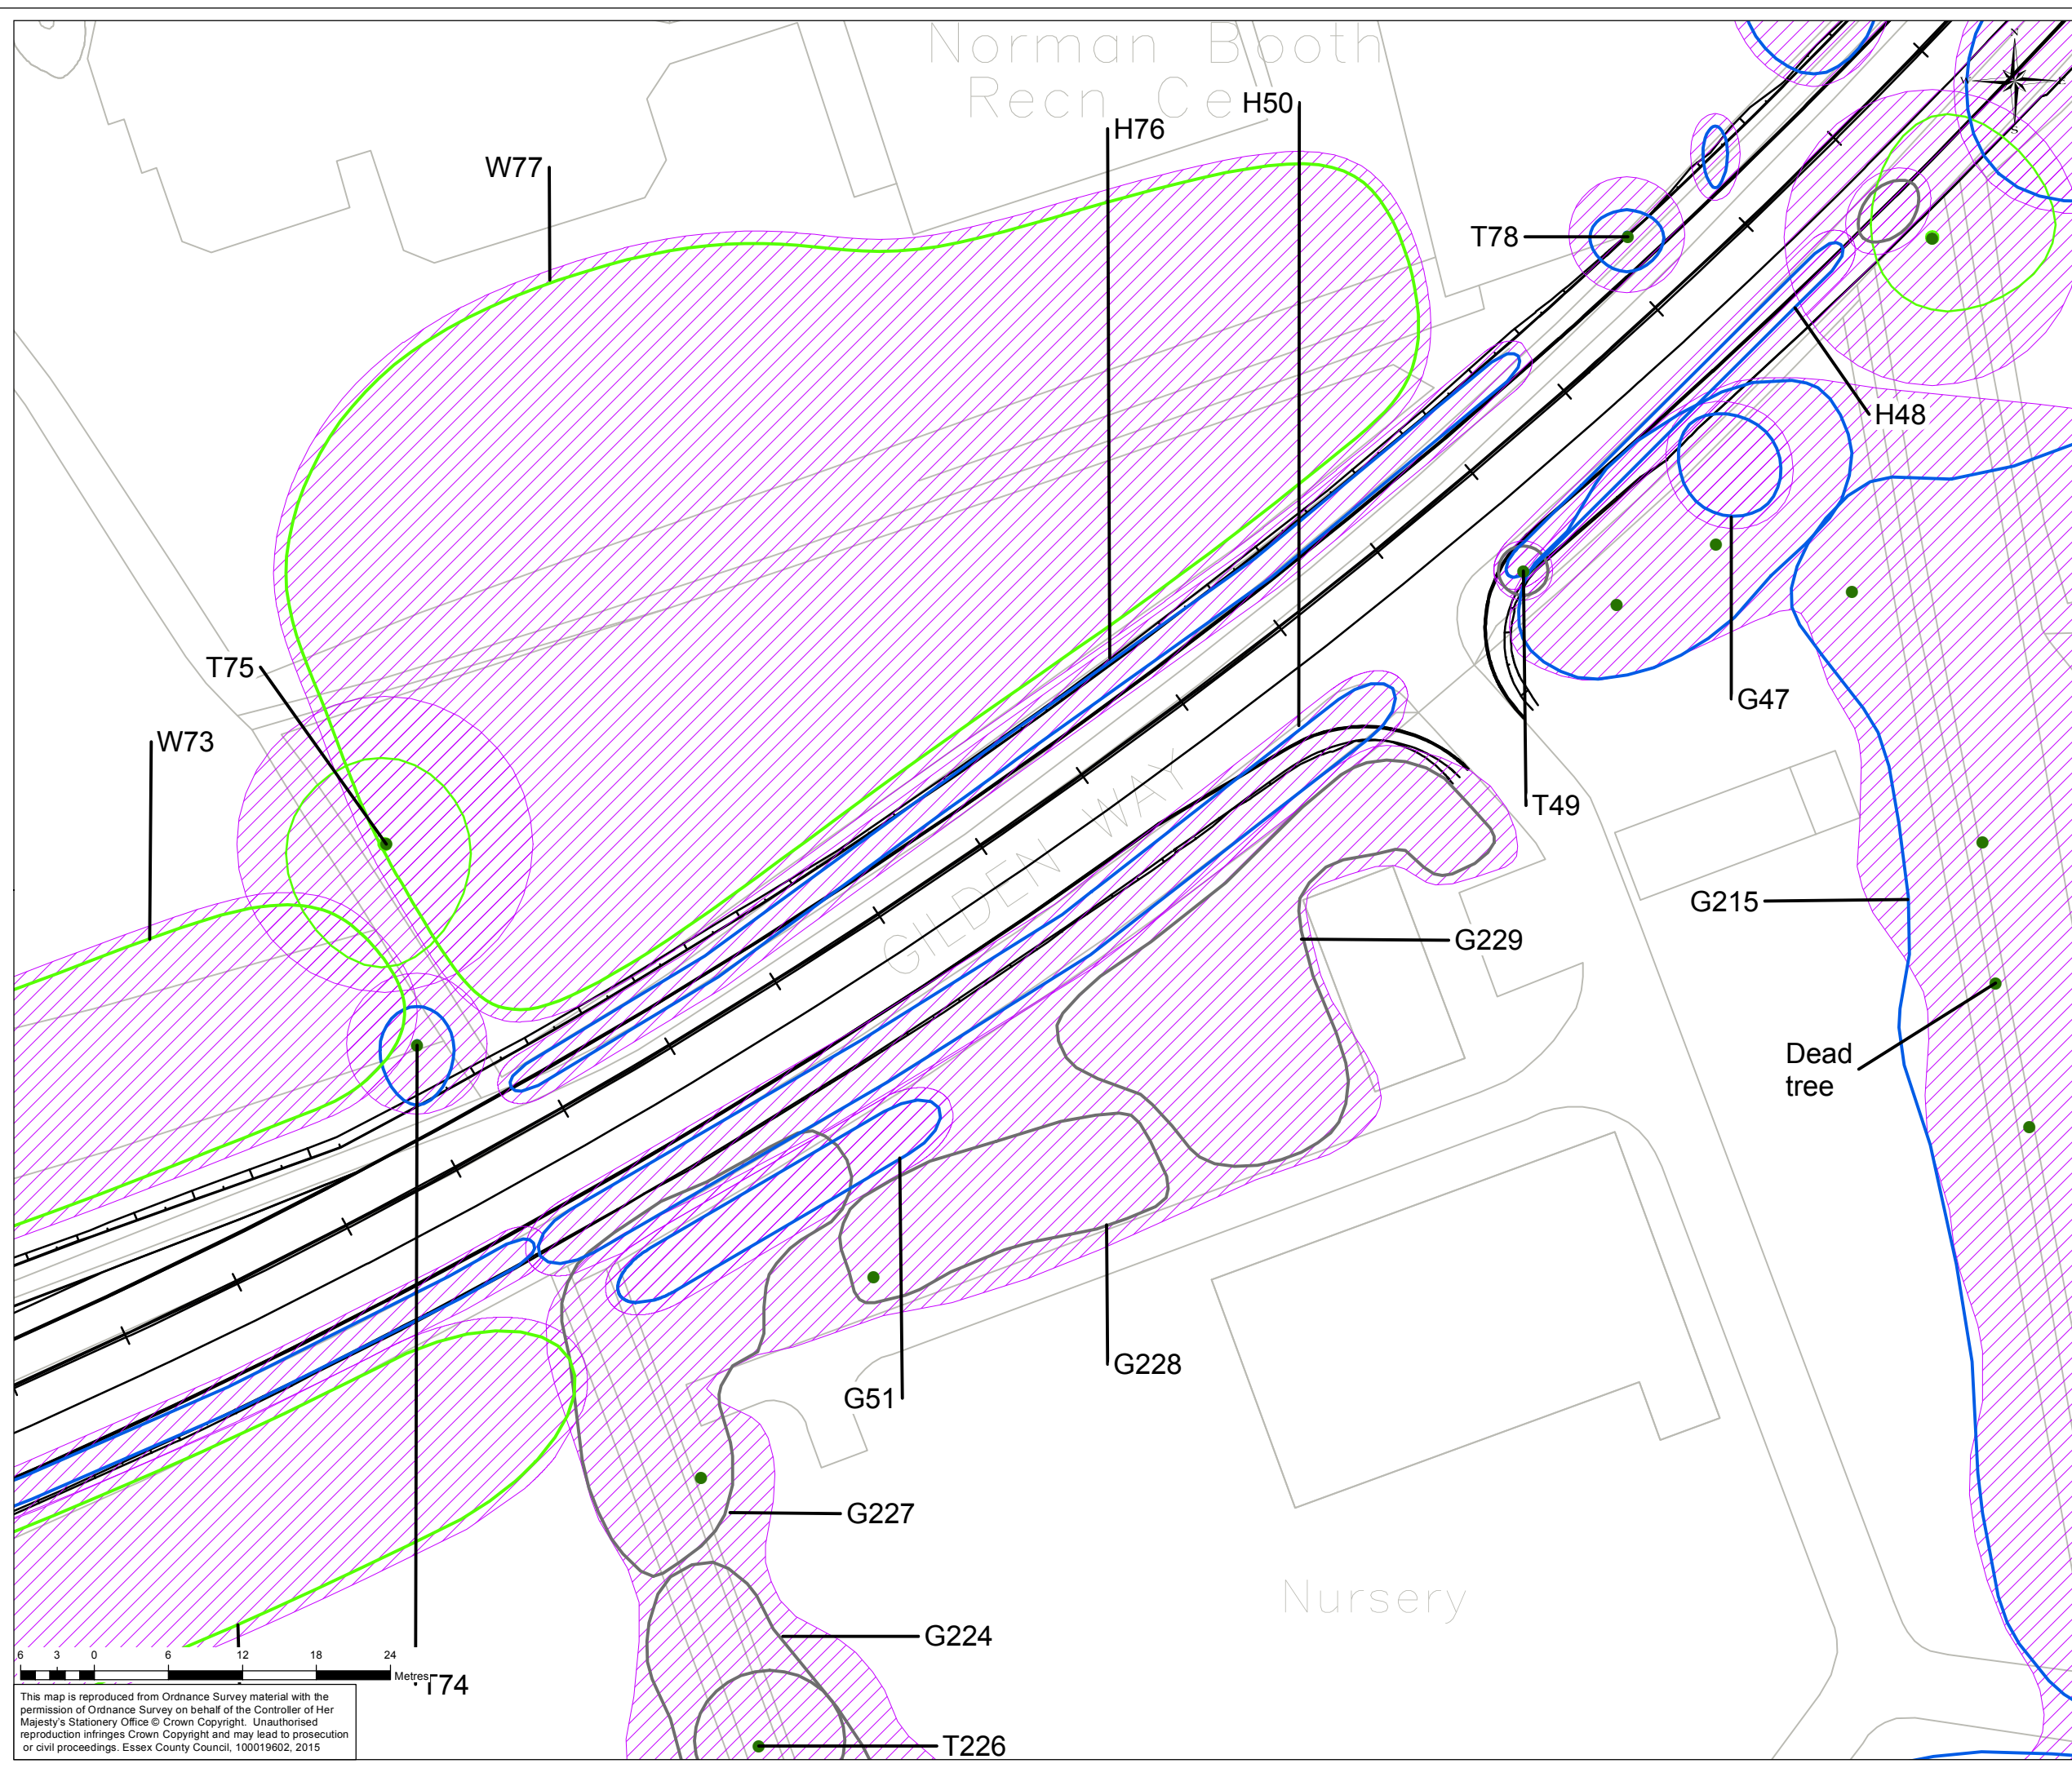 Norman Booth
Recn Ce
H50
H76
N
W
S
W77
T78
H48
T75
W73
G47
T49
GILDEN WAY
G215
G229
Dead
tree
G228
G51
G227
Nursery
G224
6 3 0 6 12 18 24
Metres
T74
This map is reproduced from Ordnance Survey material with the
permission of Ordnance Survey on behalf of the Controller of Her
Majesty's Stationery Office © Crown Copyright. Unauthorised
reproduction infringes Crown Copyright and may lead to prosecution
or civil proceedings. Essex County Council, 100019602, 2015
T226